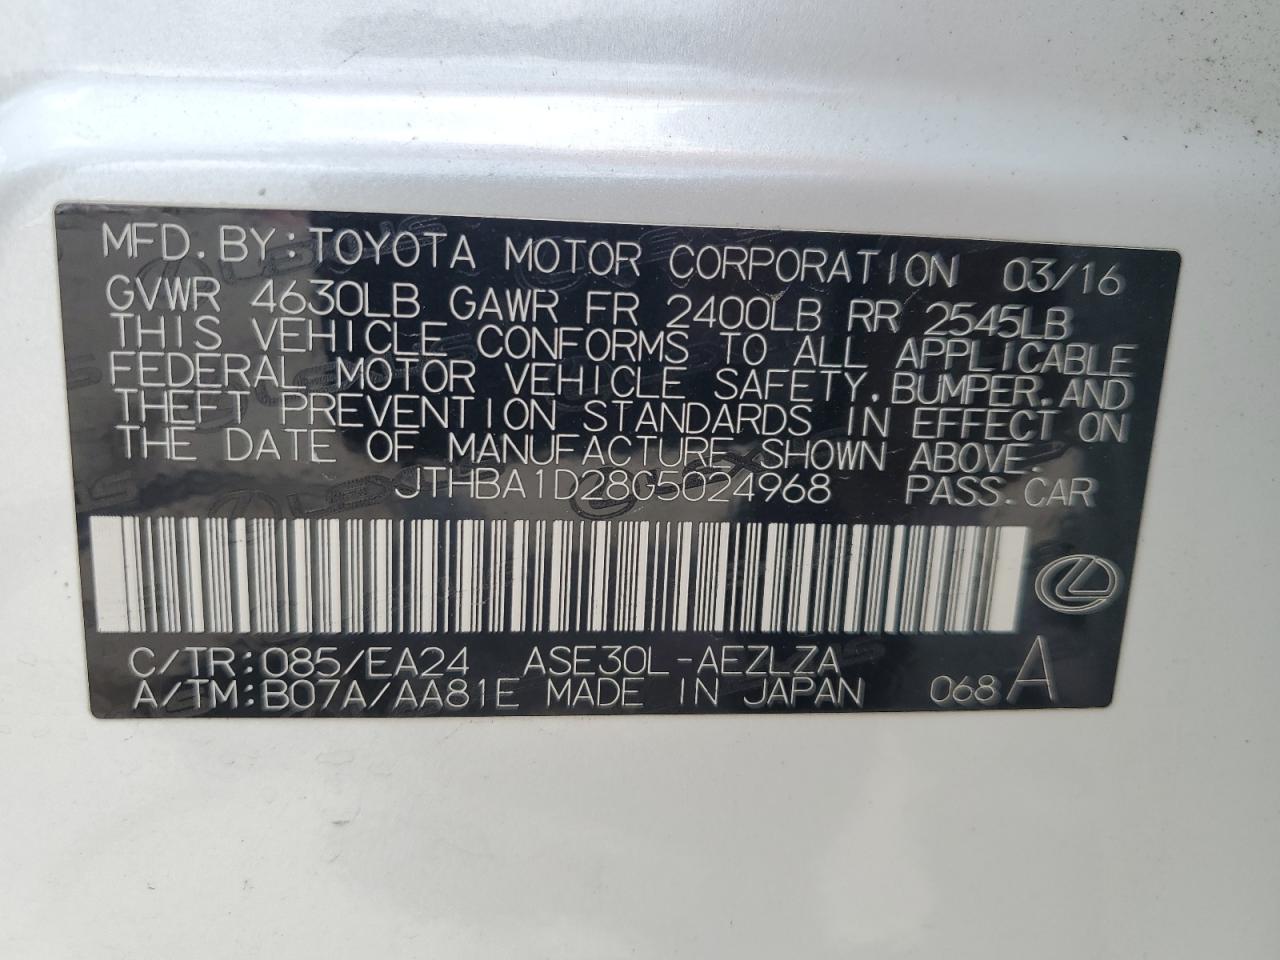 MFD.BY:TOYOTA MOTOR CORPORATION 03/16
GVWR 4630LB GAWR FR 2400LB RR 2545LB
THIS VEHICLE CONFORMS TO ALL APPLICABLE
FEDERAL MOTOR VEHICLE SAFETY,BUMPER,AND
THEFT PREVENTION STANDARDS IN EFFECT ON
THE DATE OF MANUFACTURE SHOWN ABOVE.
JTHBA1D28G5024968 PASS.CAR
C/TR:085/EA24 ASE30L-AEZLZA
A/TM:B07A/AA81E MADE IN JAPAN 068 A